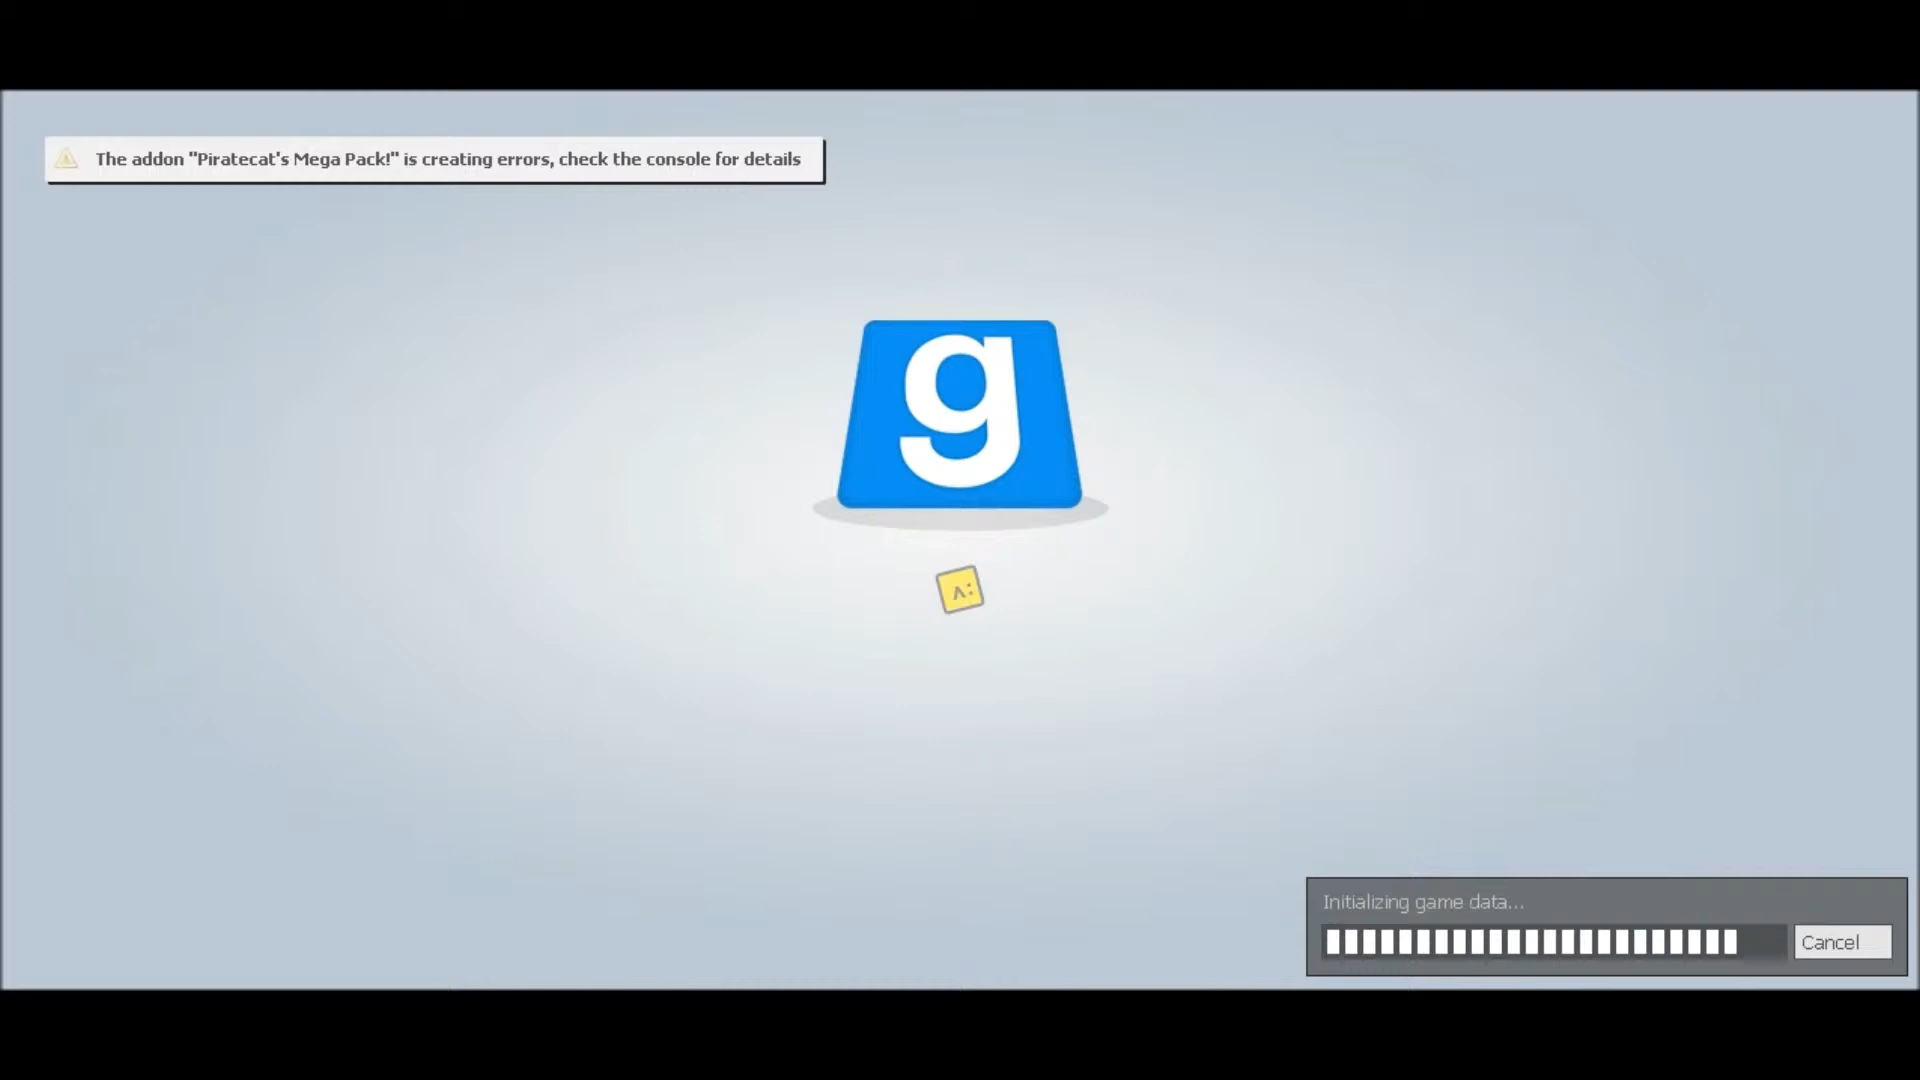 The addon "Piratecat's Mega Pack!" is creating errors, check the console for details
g
:
Initializing game data...
Cancel